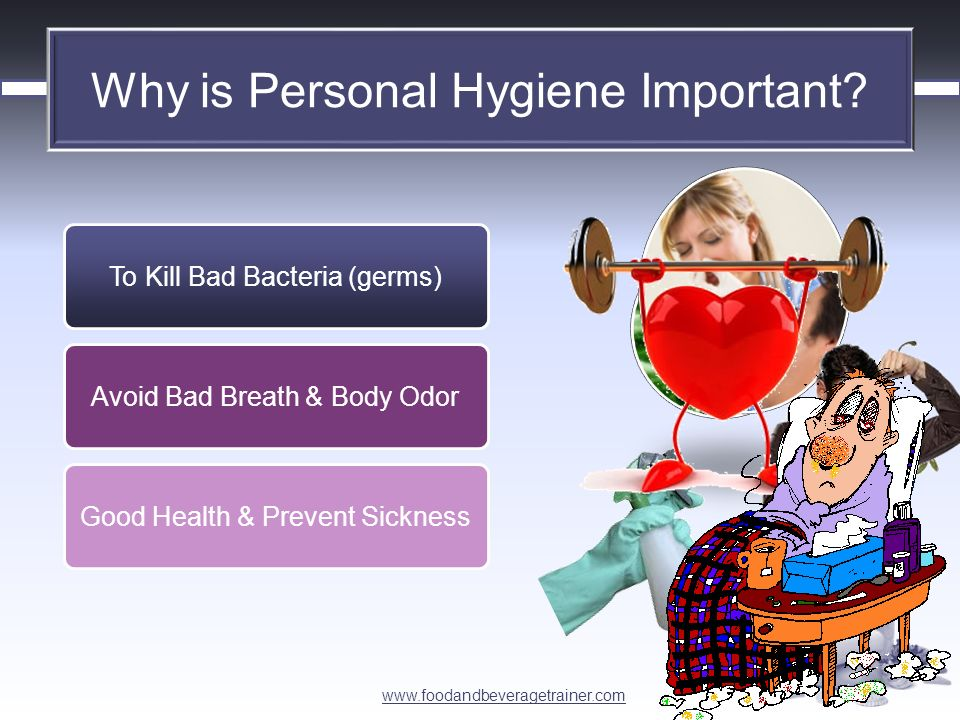 Why is Personal Hygiene Important?
To Kill Bad Bacteria (germs)
Avoid Bad Breath & Body Odor
Good Health & Prevent Sickness
www.foodandbeveragetrainer.com